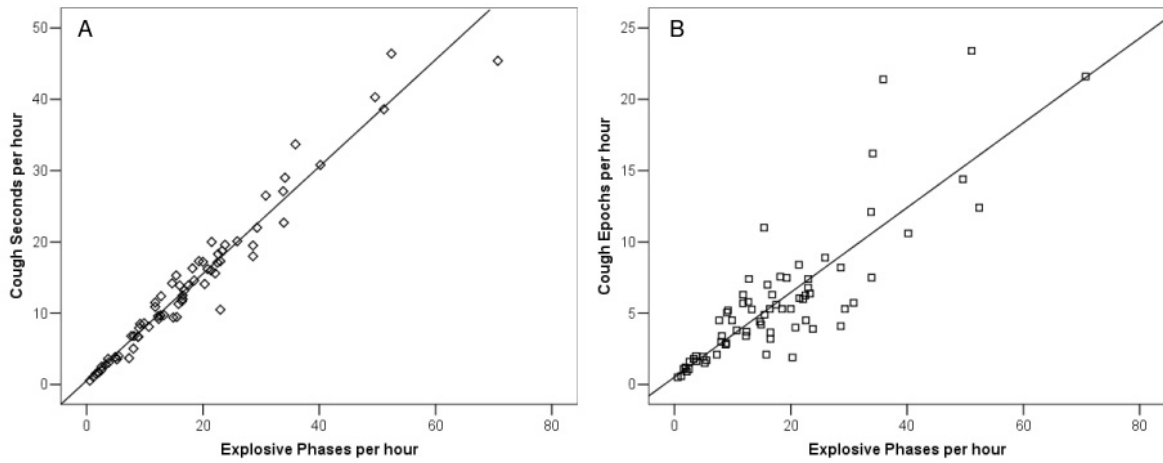 A
Cough Seconds per hour
50
40
30
20
10
0
0 20 40 60 80
Explosive Phases per hour
B
Cough Epochs per hour
25
20
15
10
5
0
0 20 40 60 80
Explosive Phases per hour